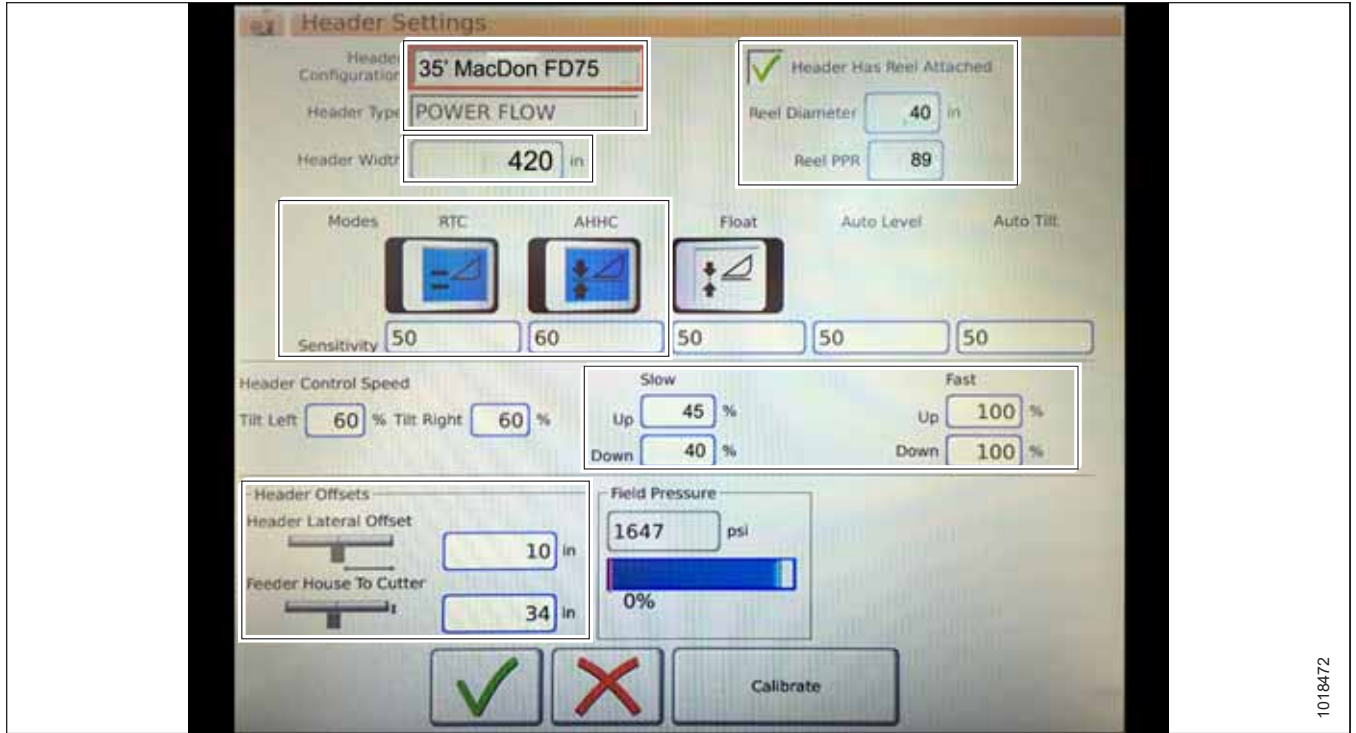 Header Settings
Header Configuration 35' MacDon FD75
Header Has Reel Attached
Header Type POWER FLOW
Reel Diameter 40 in
Header Width 420 in
Reel PPR 89
Modes RTC AHHC Float Auto Level Auto Tilt
Sensitivity 50 60 50 50 50
Header Control Speed
Slow Fast
Tilt Left 60 % Tilt Right 60 %
Up 45 % Up 100 %
Down 40 % Down 100 %
Header Offsets
Header Lateral Offset
10 in
Feeder House To Cutter
34 in
Field Pressure
1647 psi
0%
Calibrate
1018472